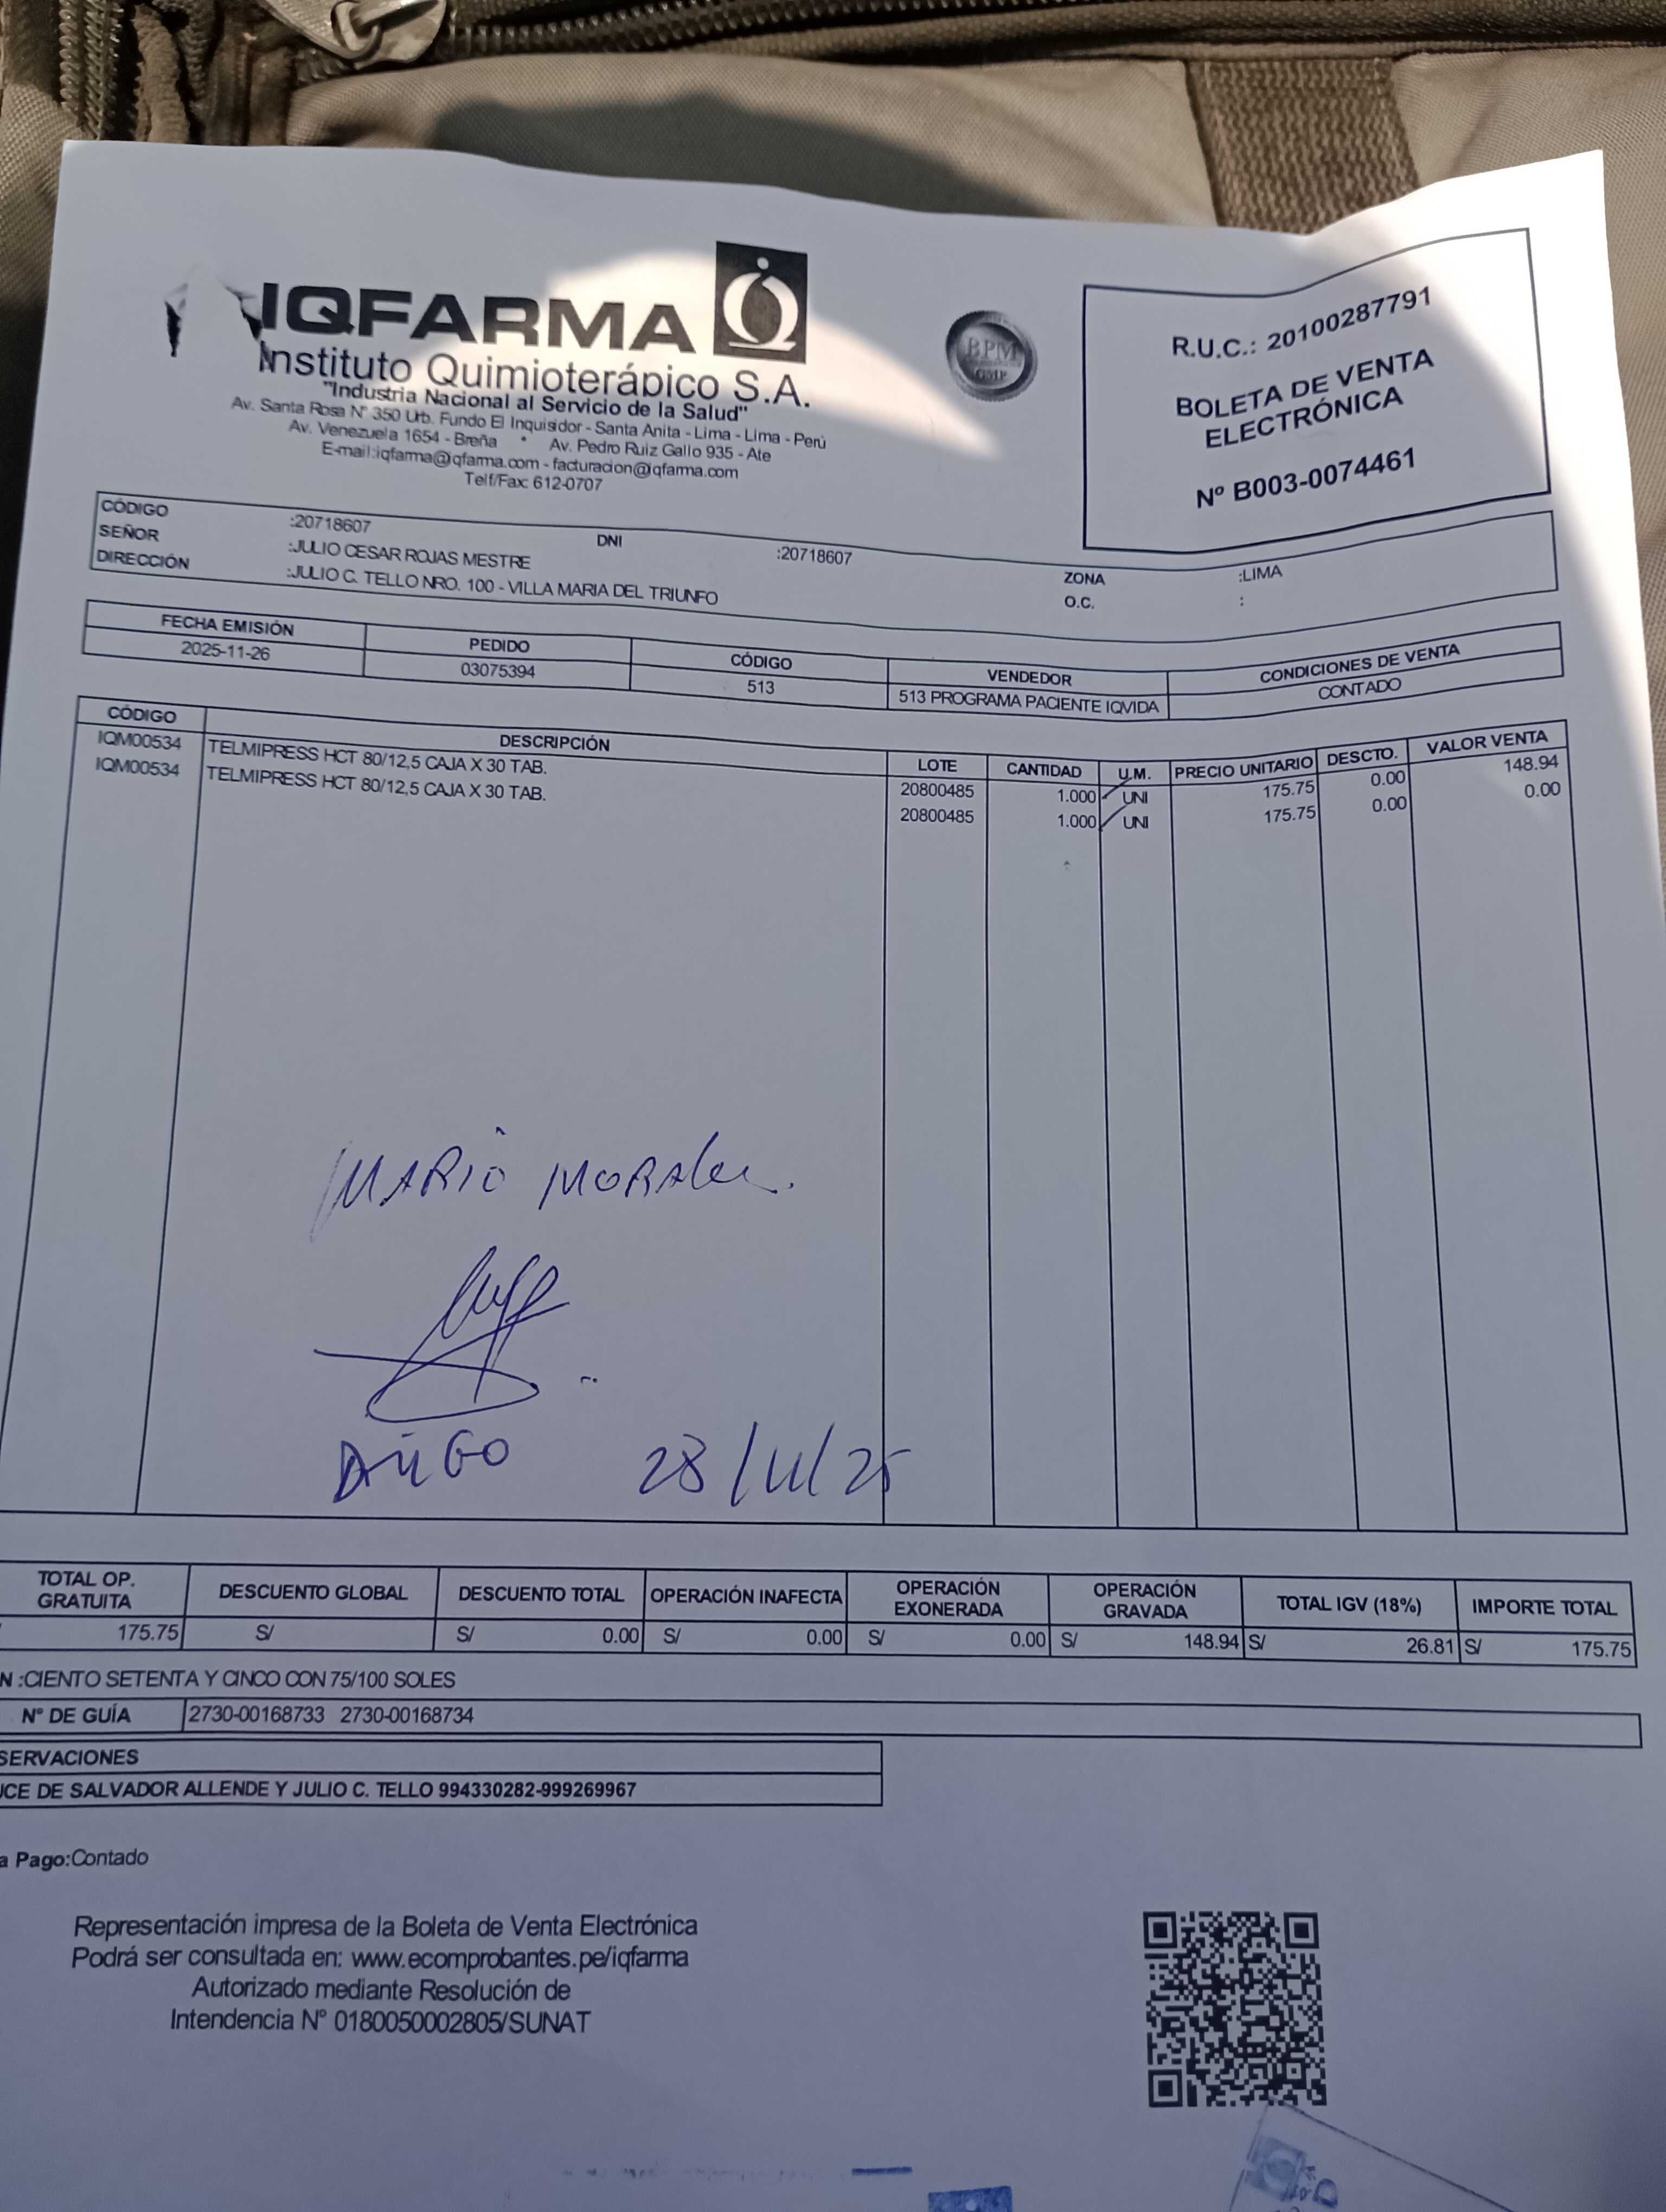 IQFARMA
Instituto Quimioterápico S.A.
"Industria Nacional al Servicio de la Salud"
Av. Santa Rosa N° 350 Urb. Fundo El Inquisidor - Santa Anita - Lima - Lima - Perú
Av. Venezuela 1654 - Breña * Av. Pedro Ruiz Gallo 935 - Ate
E-mail:iqfarma@iqfarma.com - facturacion@iqfarma.com
Telf/Fax: 612-0707
BPM
GMP
R.U.C.: 20100287791
BOLETA DE VENTA
ELECTRÓNICA
Nº B003-0074461
CÓDIGO :20718607 DNI :20718607
SEÑOR :JULIO CESAR ROJAS MESTRE ZONA :LIMA
DIRECCIÓN :JULIO C. TELLO NRO. 100 - VILLA MARIA DEL TRIUNFO O.C. :
FECHA EMISIÓN PEDIDO CÓDIGO VENDEDOR CONDICIONES DE VENTA
2025-11-26 03075394 513 513 PROGRAMA PACIENTE IQVIDA CONTADO
CÓDIGO DESCRIPCIÓN LOTE CANTIDAD U.M. PRECIO UNITARIO DESCTO. VALOR VENTA
IQM00534 TELMIPRESS HCT 80/12,5 CAJA X 30 TAB. 20800485 1.000 UNI 175.75 0.00 148.94
IQM00534 TELMIPRESS HCT 80/12,5 CAJA X 30 TAB. 20800485 1.000 UNI 175.75 0.00 0.00
MARIO MORALES.
28/11/25
TOTAL OP. GRATUITA DESCUENTO GLOBAL DESCUENTO TOTAL OPERACIÓN INAFECTA OPERACIÓN EXONERADA OPERACIÓN GRAVADA TOTAL IGV (18%) IMPORTE TOTAL
175.75 S/ S/ 0.00 S/ 0.00 S/ 0.00 S/ 148.94 S/ 26.81 S/ 175.75
N :CIENTO SETENTA Y CINCO CON 75/100 SOLES
N° DE GUÍA 2730-00168733 2730-00168734
SERVACIONES
UCE DE SALVADOR ALLENDE Y JULIO C. TELLO 994330282-999269967
a Pago:Contado
Representación impresa de la Boleta de Venta Electrónica
Podrá ser consultada en: www.ecomprobantes.pe/iqfarma
Autorizado mediante Resolución de
Intendencia N° 0180050002805/SUNAT